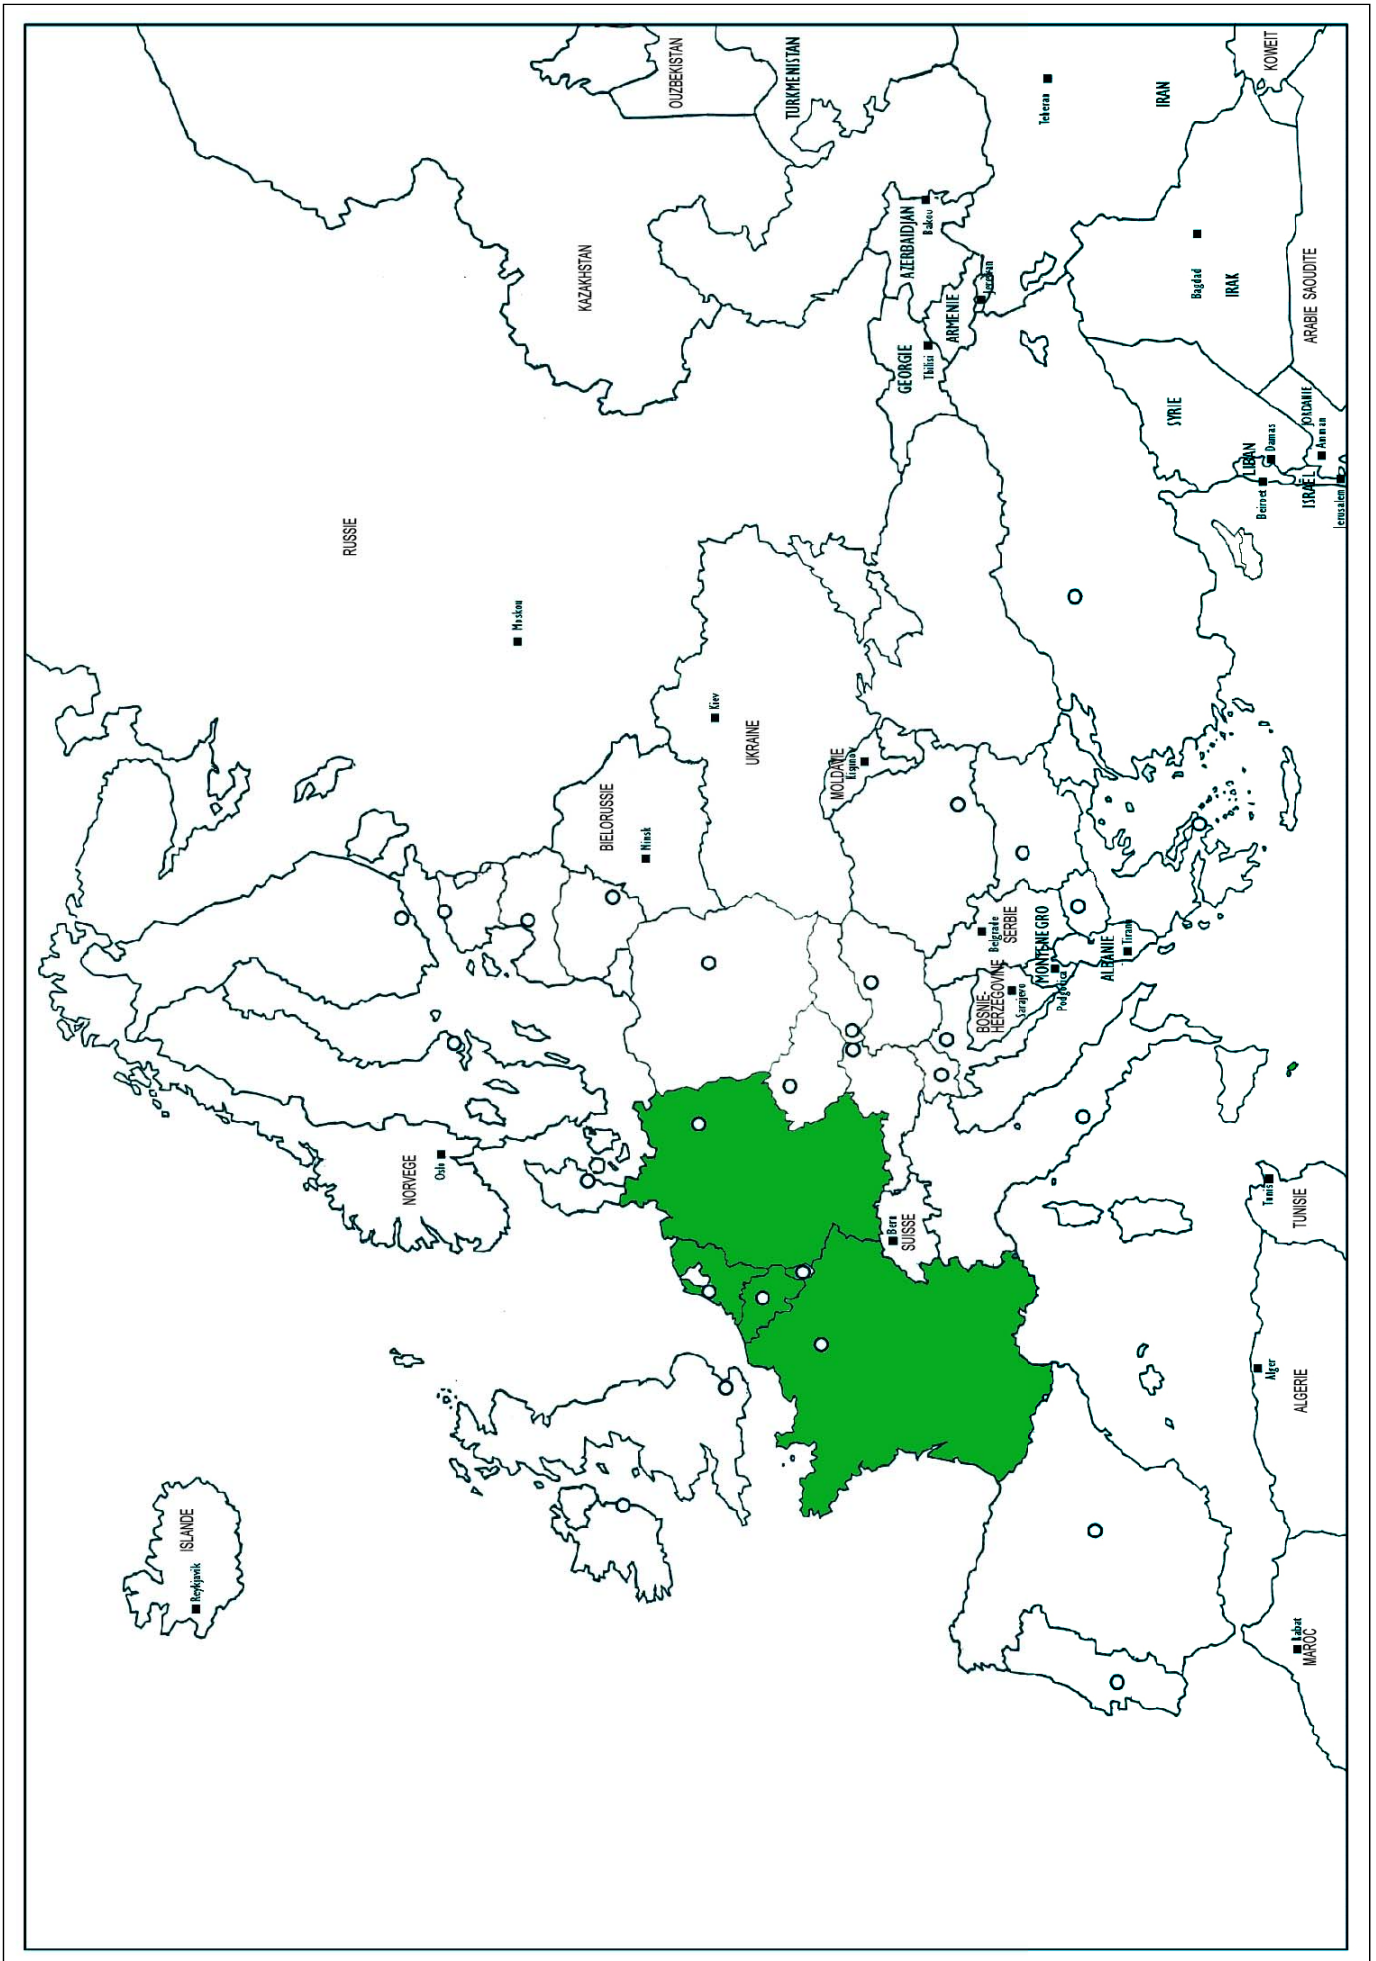 ISLANDE
Reykjavik
NORVEGE
Oslo
RUSSIE
Moskou
KAZAKHSTAN
OUZBEKISTAN
TURKMENISTAN
BIELORUSSIE
Minsk
UKRAINE
Kiev
MOLDAVIE
GEORGIE
Tbilisi
AZERBAIDJAN
Bakou
ARMENIE
SUISSE
Bern
BOSNIE-
HERZEGOVINE
Sarajevo
SERBIE
Belgrade
MONTENEGRO
Podgorica
ALBANIE
Tirana
SYRIE
Damas
LIBAN
Beiroet
ISRAËL
Jerusalem
JORDANIE
Amman
IRAK
Bagdad
IRAN
Teheran
KOWEIT
ARABIE SAOUDITE
TUNISIE
Tunis
ALGERIE
Alger
MAROC
Rabat